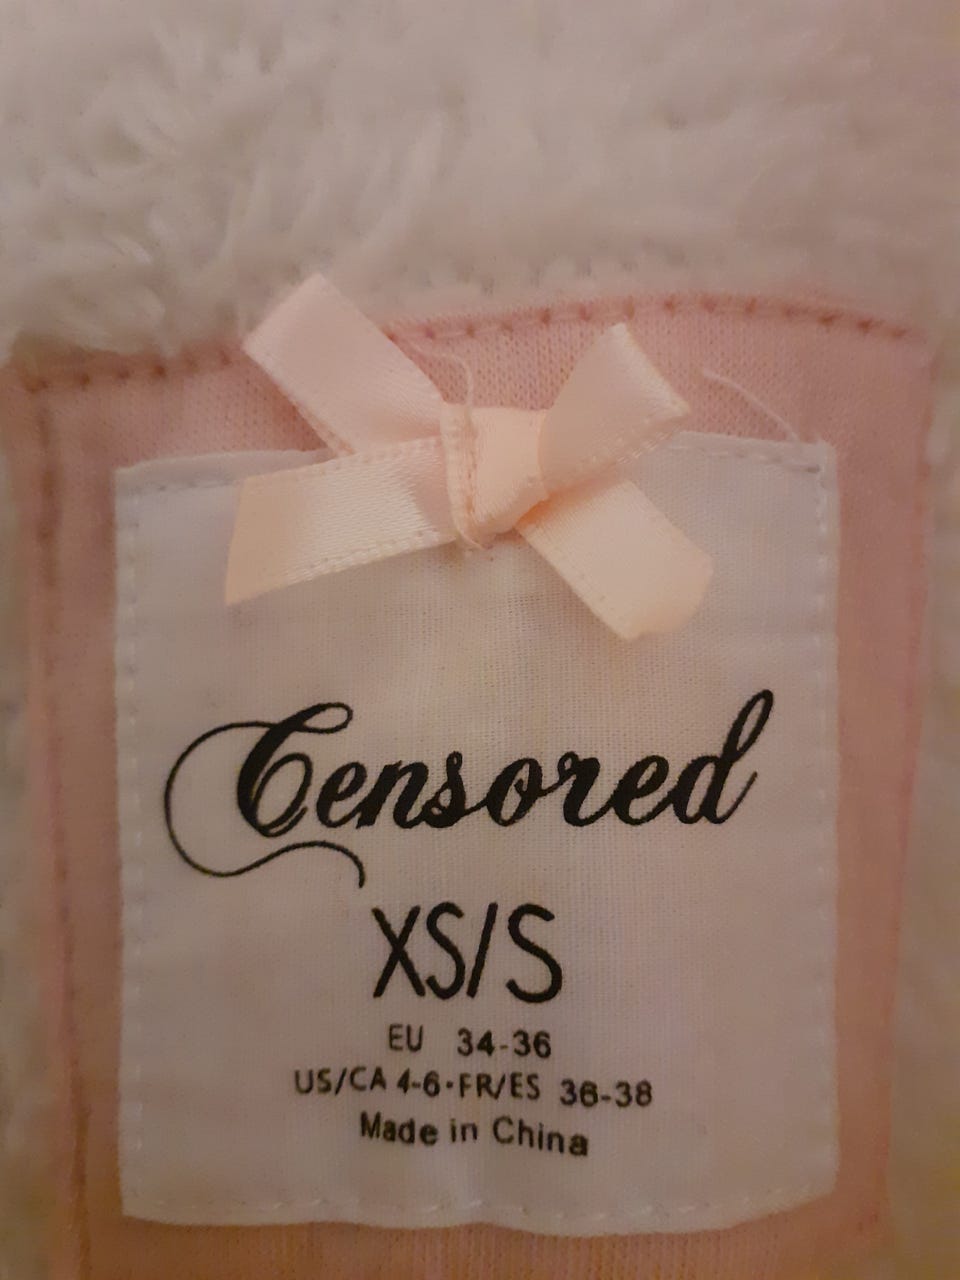 Censored
XS/S
EU 34-36
US/CA 4-6·FR/ES 36-38
Made in China